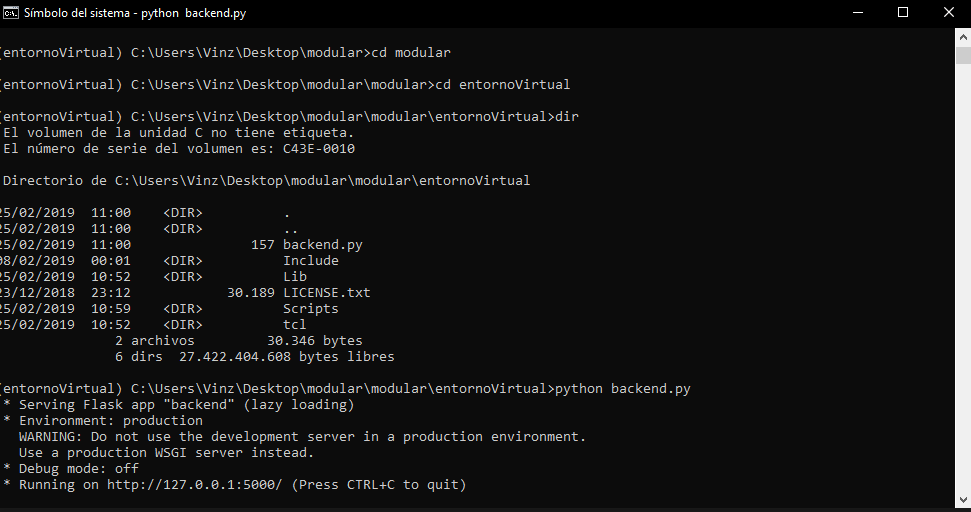 Símbolo del sistema - python  backend.py
(entornoVirtual) C:\Users\Vinz\Desktop\modular>cd modular
(entornoVirtual) C:\Users\Vinz\Desktop\modular\modular>cd entornoVirtual
(entornoVirtual) C:\Users\Vinz\Desktop\modular\modular\entornoVirtual>dir
El volumen de la unidad C no tiene etiqueta.
El número de serie del volumen es: C43E-0010
Directorio de C:\Users\Vinz\Desktop\modular\modular\entornoVirtual
25/02/2019  11:00    <DIR>          .
25/02/2019  11:00    <DIR>          ..
25/02/2019  11:00               157 backend.py
08/02/2019  00:01    <DIR>          Include
25/02/2019  10:52    <DIR>          Lib
23/12/2018  23:12            30.189 LICENSE.txt
25/02/2019  10:59    <DIR>          Scripts
25/02/2019  10:52    <DIR>          tcl
2 archivos         30.346 bytes
6 dirs  27.422.404.608 bytes libres
(entornoVirtual) C:\Users\Vinz\Desktop\modular\modular\entornoVirtual>python backend.py
* Serving Flask app "backend" (lazy loading)
* Environment: production
WARNING: Do not use the development server in a production environment.
Use a production WSGI server instead.
* Debug mode: off
* Running on http://127.0.0.1:5000/ (Press CTRL+C to quit)